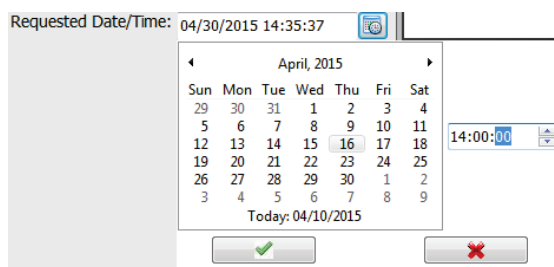 Requested Date/Time: 04/30/2015 14:35:37
April, 2015
Sun Mon Tue Wed Thu Fri Sat
29 30 31 1 2 3 4
5 6 7 8 9 10 11
12 13 14 15 16 17 18
14:00:00
19 20 21 22 23 24 25
26 27 28 29 30 1 2
3 4 5 6 7 8 9
Today: 04/10/2015